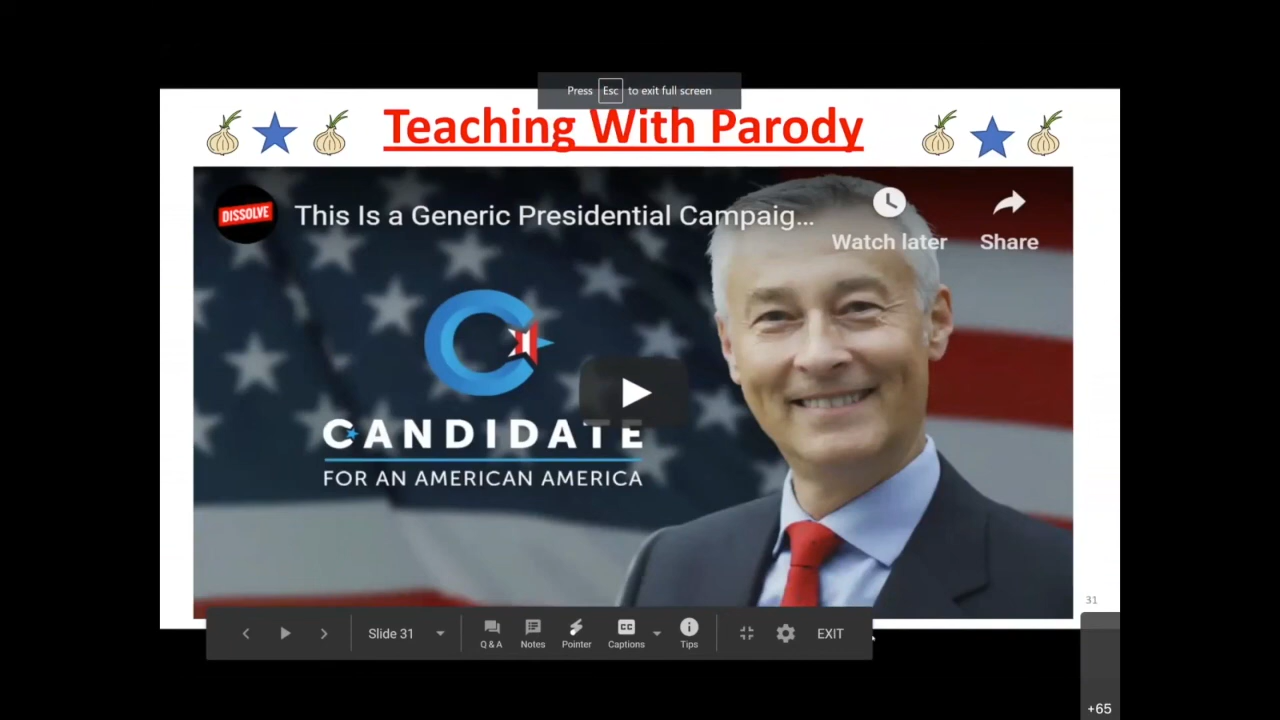 Press Esc to exit full screen
Teaching With Parody
DISSOLVE
This Is a Generic Presidential Campaig...
Watch later
Share
CANDIDATE
FOR AN AMERICAN AMERICA
31
Slide 31
Q & A
Notes
Pointer
CC
Captions
Tips
EXIT
+65